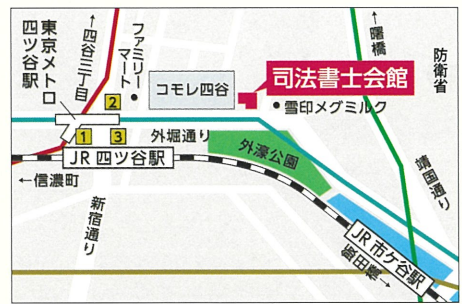 東京メトロ
四ツ谷駅
←四谷三丁目
ファミリー
マート
コモレ四谷
司法書士会館
雪印メグミルク
←曙橋
防衛省
2
1
3
外堀通り
外濠公園
靖国通り
JR 四ツ谷駅
←信濃町
新宿通り
JR 市ケ谷駅
飯田橋→